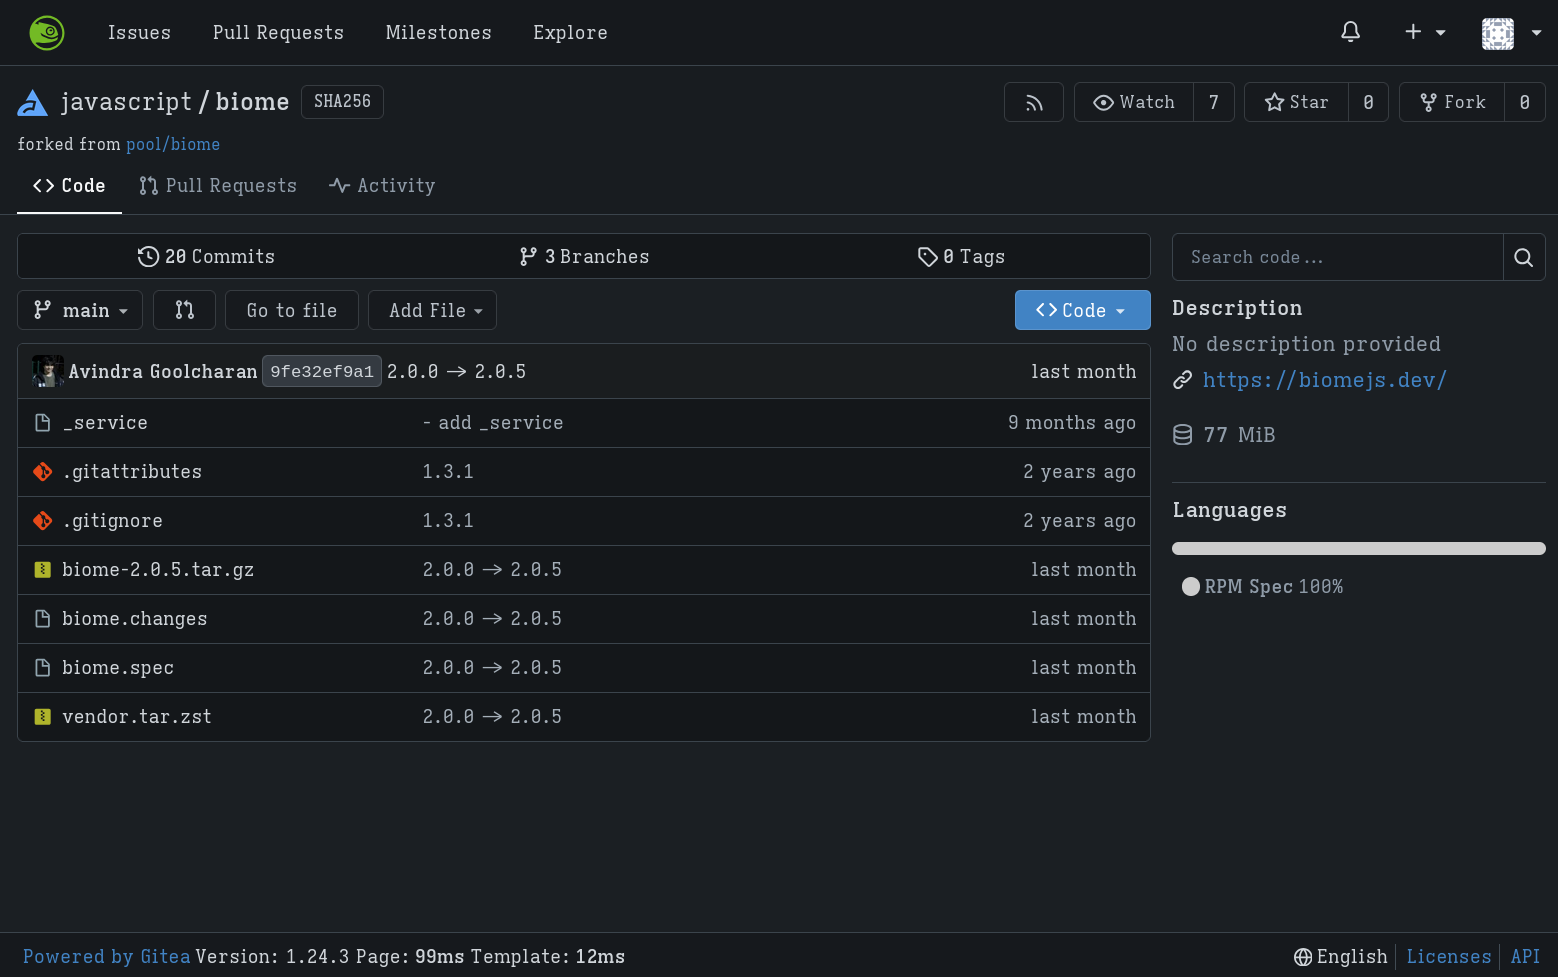 Issues Pull Requests Milestones Explore
javascript / biome SHA256 Watch 7 Star 0 Fork 0
forked from pool/biome
Code Pull Requests Activity
20 Commits 3 Branches 0 Tags
Search code...
main Go to file Add File Code
Description
No description provided
https://biomejs.dev/
77 MiB
Languages
RPM Spec 100%
Avindra Goolcharan 9fe32ef9a1 2.0.0 -> 2.0.5 last month
_service - add _service 9 months ago
.gitattributes 1.3.1 2 years ago
.gitignore 1.3.1 2 years ago
biome-2.0.5.tar.gz 2.0.0 -> 2.0.5 last month
biome.changes 2.0.0 -> 2.0.5 last month
biome.spec 2.0.0 -> 2.0.5 last month
vendor.tar.zst 2.0.0 -> 2.0.5 last month
Powered by Gitea Version: 1.24.3 Page: 99ms Template: 12ms English Licenses API